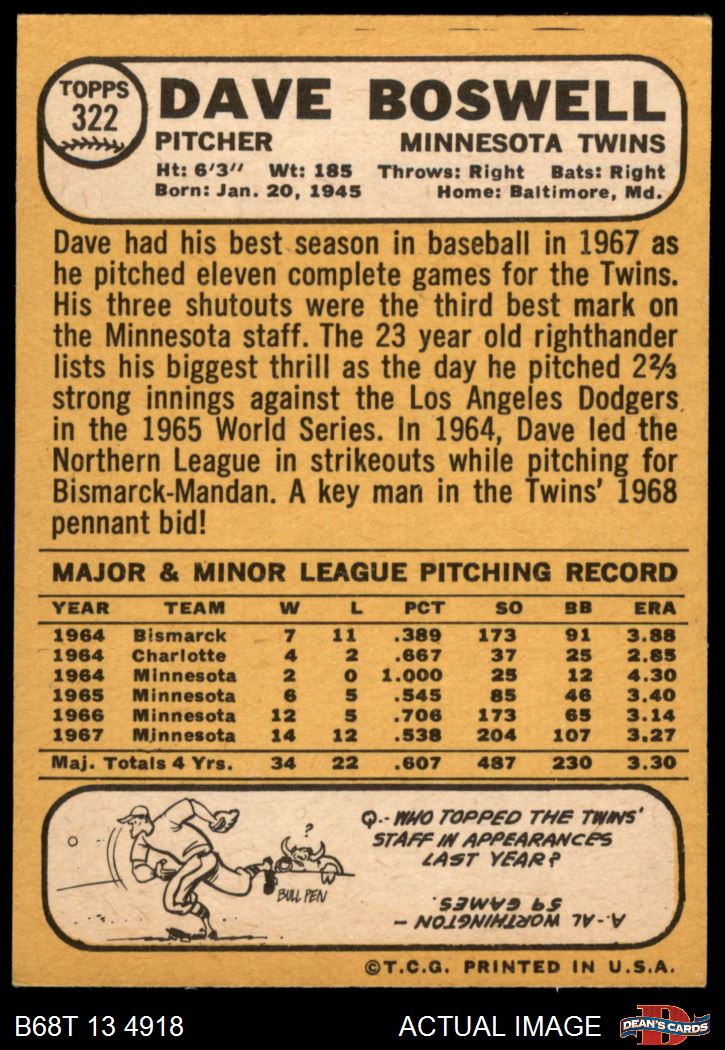 TOPPS
322
DAVE BOSWELL
PITCHER MINNESOTA TWINS
Ht: 6'3" Wt: 185 Throws: Right Bats: Right
Born: Jan. 20, 1945 Home: Baltimore, Md.
Dave had his best season in baseball in 1967 as
he pitched eleven complete games for the Twins.
His three shutouts were the third best mark on
the Minnesota staff. The 23 year old righthander
lists his biggest thrill as the day he pitched 2⅔
strong innings against the Los Angeles Dodgers
in the 1965 World Series. In 1964, Dave led the
Northern League in strikeouts while pitching for
Bismarck-Mandan. A key man in the Twins' 1968
pennant bid!
MAJOR & MINOR LEAGUE PITCHING RECORD
YEAR TEAM W L PCT SO BB ERA
1964 Bismarck 7 11 .389 173 91 3.88
1964 Charlotte 4 2 .667 37 25 2.85
1964 Minnesota 2 0 1.000 25 12 4.30
1965 Minnesota 6 5 .545 85 46 3.40
1966 Minnesota 12 5 .706 173 65 3.14
1967 Minnesota 14 12 .538 204 107 3.27
Maj. Totals 4 Yrs. 34 22 .607 487 230 3.30
?
BULL PEN
Q.- WHO TOPPED THE TWINS'
STAFF IN APPEARANCES
LAST YEAR?
A.- AL WORTHINGTON —
59 GAMES.
©T.C.G. PRINTED IN U.S.A.
B68T 13 4918 ACTUAL IMAGE
D
DEAN'S CARDS